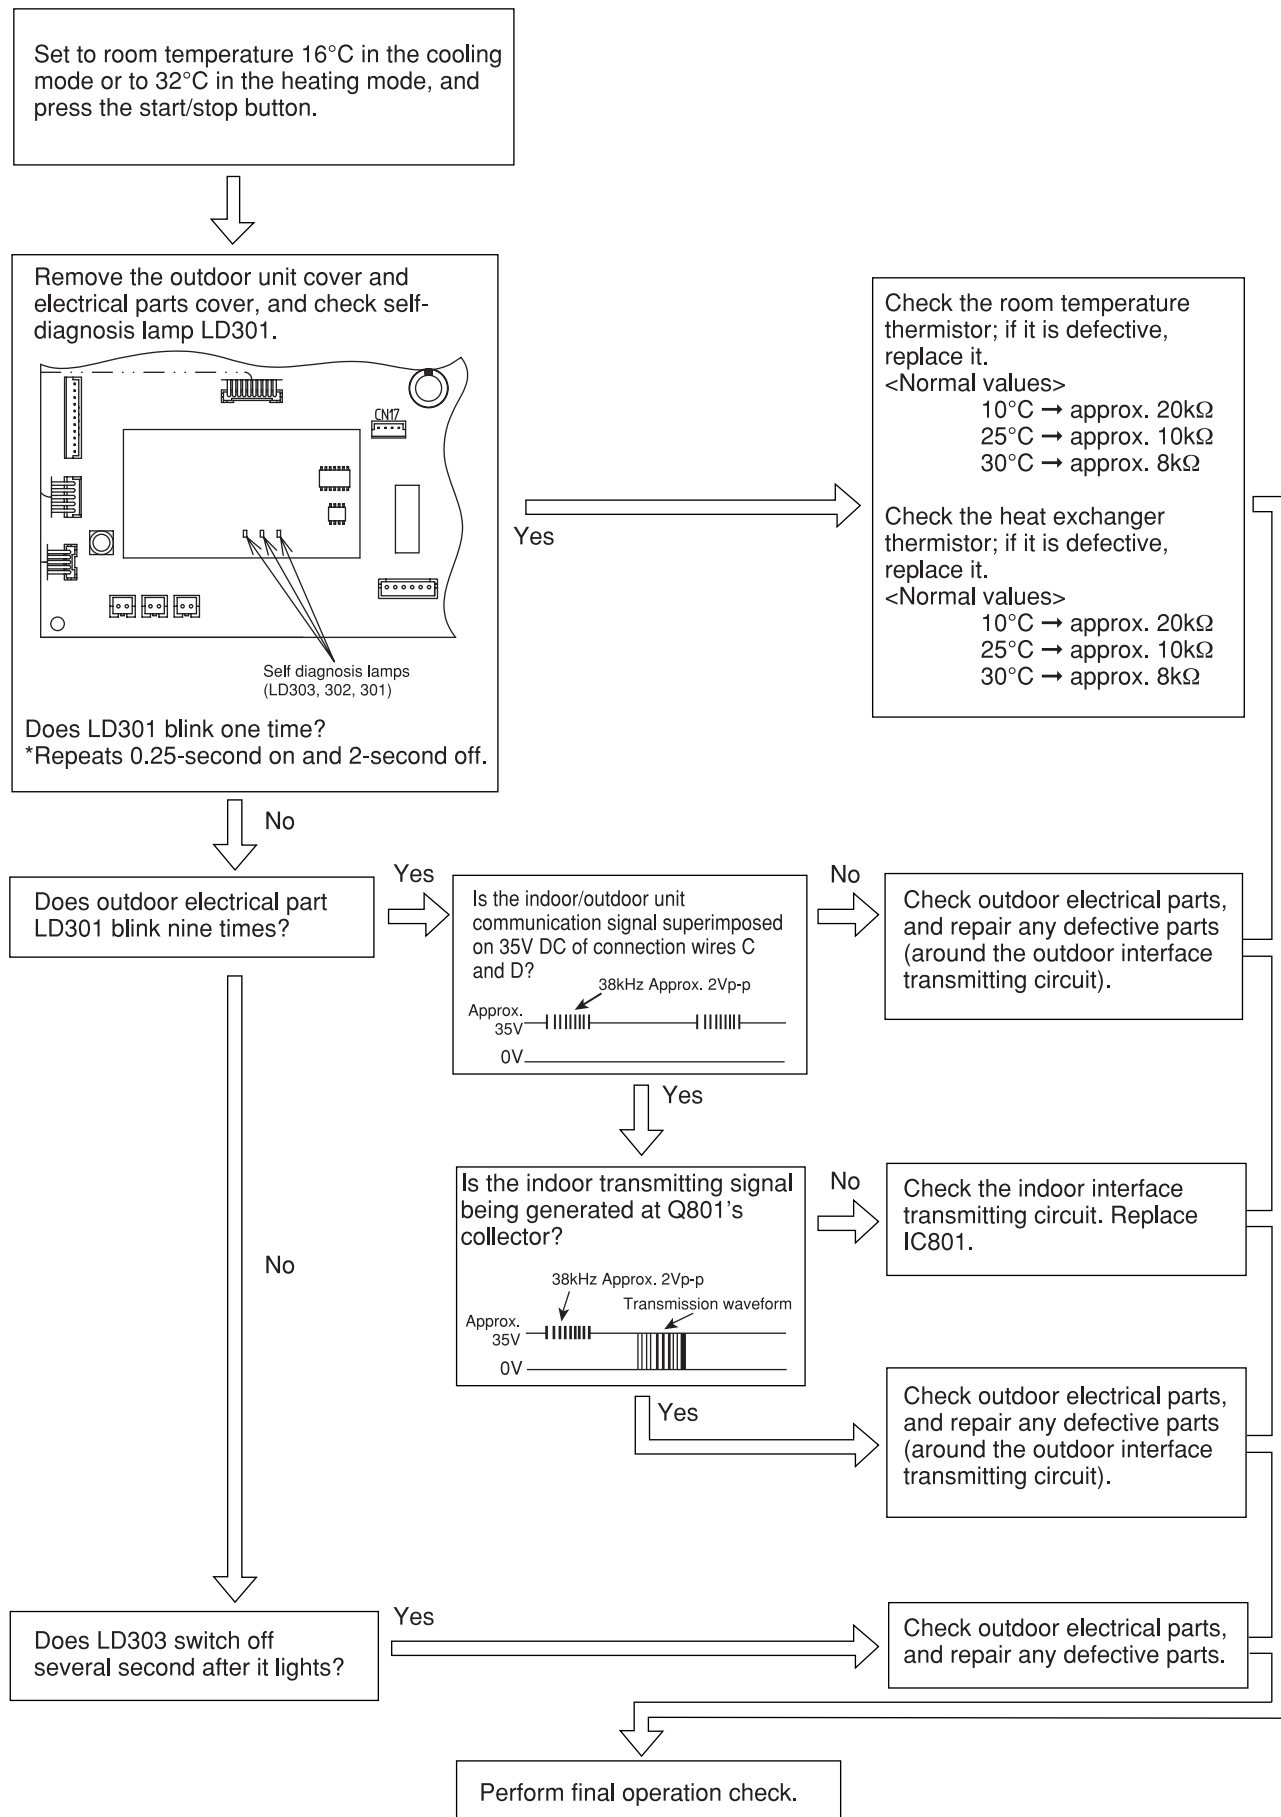 Set to room temperature 16°C in the cooling
mode or to 32°C in the heating mode, and
press the start/stop button.
Remove the outdoor unit cover and
electrical parts cover, and check self-
diagnosis lamp LD301.
CN17
Self diagnosis lamps
(LD303, 302, 301)
Does LD301 blink one time?
*Repeats 0.25-second on and 2-second off.
Yes
Check the room temperature
thermistor; if it is defective,
replace it.
<Normal values>
10°C → approx. 20kΩ
25°C → approx. 10kΩ
30°C → approx. 8kΩ
Check the heat exchanger
thermistor; if it is defective,
replace it.
<Normal values>
10°C → approx. 20kΩ
25°C → approx. 10kΩ
30°C → approx. 8kΩ
No
Does outdoor electrical part
LD301 blink nine times?
Yes
Is the indoor/outdoor unit
communication signal superimposed
on 35V DC of connection wires C
and D?
38kHz Approx. 2Vp-p
Approx.
35V
0V
No
Check outdoor electrical parts,
and repair any defective parts
(around the outdoor interface
transmitting circuit).
Yes
Is the indoor transmitting signal
being generated at Q801's
collector?
38kHz Approx. 2Vp-p
Transmission waveform
Approx.
35V
0V
No
Check the indoor interface
transmitting circuit. Replace
IC801.
Yes
Check outdoor electrical parts,
and repair any defective parts
(around the outdoor interface
transmitting circuit).
No
Does LD303 switch off
several second after it lights?
Yes
Check outdoor electrical parts,
and repair any defective parts.
Perform final operation check.